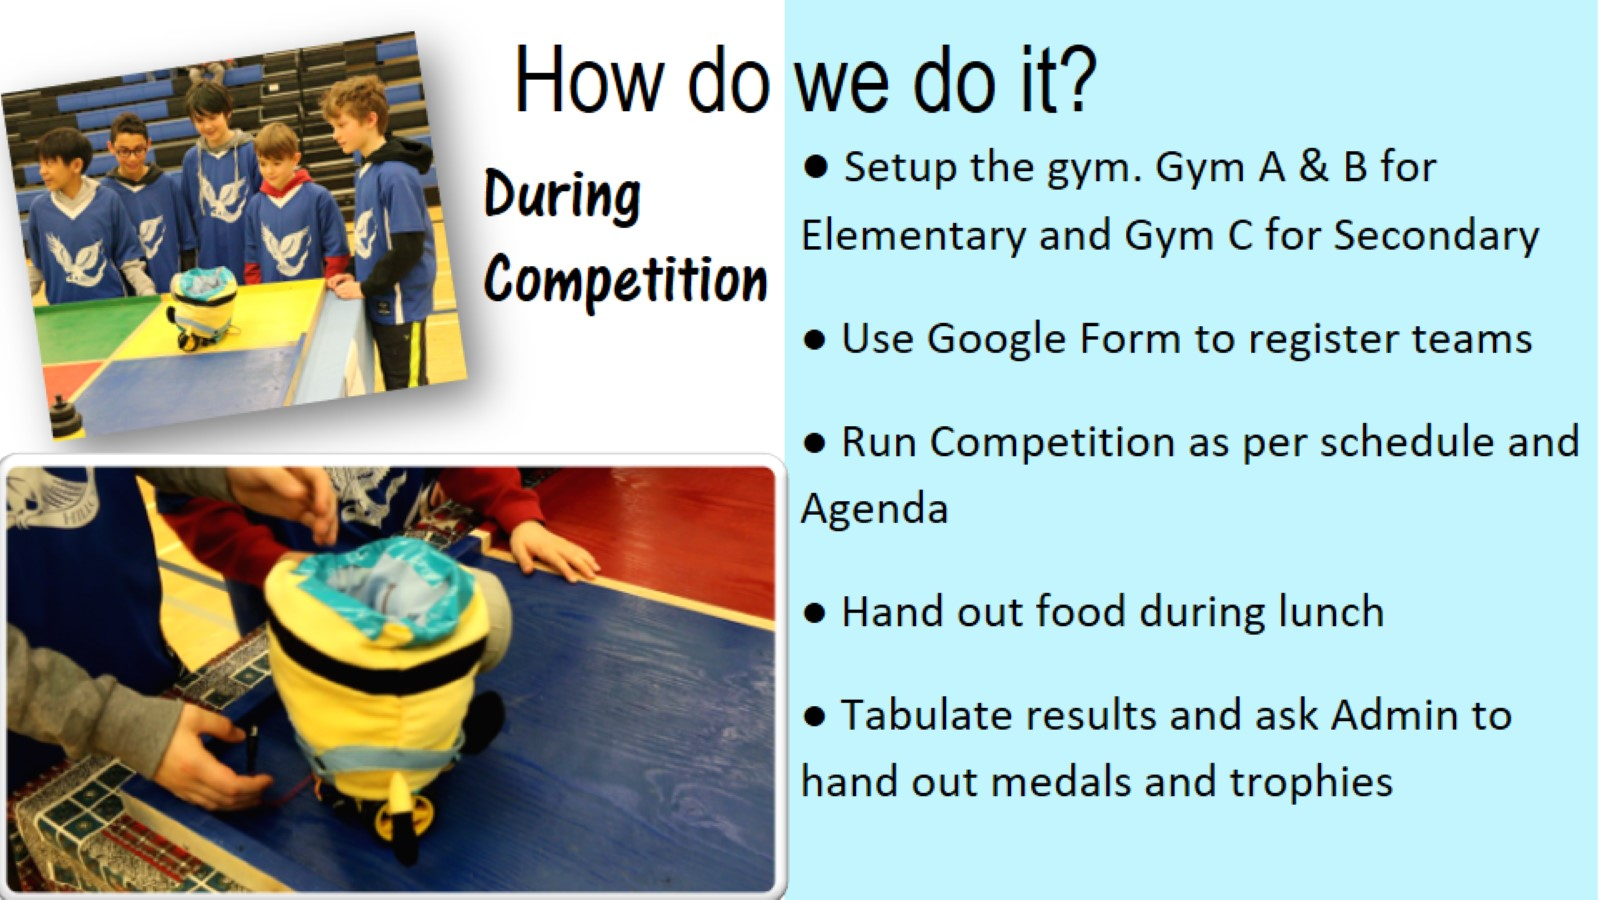 How do we do it?
During
Competition
● Setup the gym. Gym A & B for
Elementary and Gym C for Secondary
● Use Google Form to register teams
● Run Competition as per schedule and
Agenda
● Hand out food during lunch
● Tabulate results and ask Admin to
hand out medals and trophies